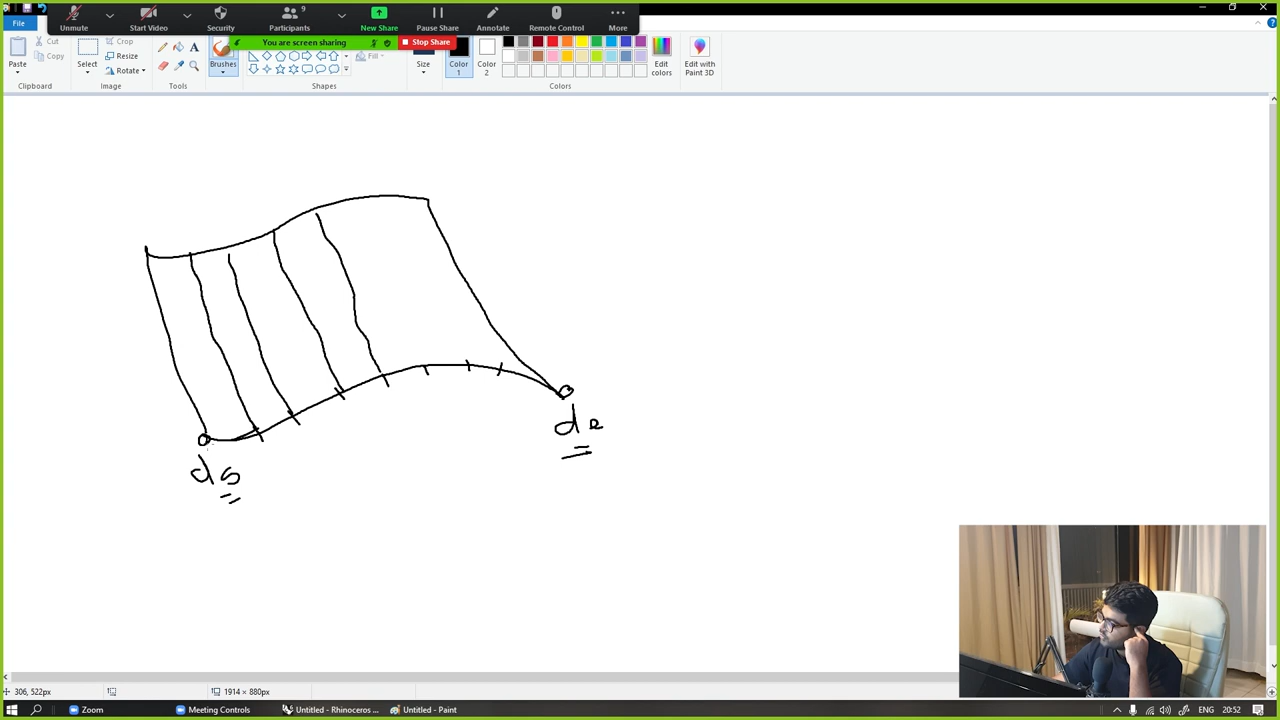 9
Unmute Start Video Security Participants New Share Pause Share Annotate Remote Control More
You are screen sharing Stop Share
File
Paste Cut Copy Select Crop Resize Rotate Brushes Fill Size Color 1 Color 2 Edit colors Edit with Paint 3D
Clipboard Image Tools Shapes Colors
de
ds
306, 522px 1914 × 880px
Zoom Meeting Controls Untitled - Rhinoceros ... Untitled - Paint ENG 20:52